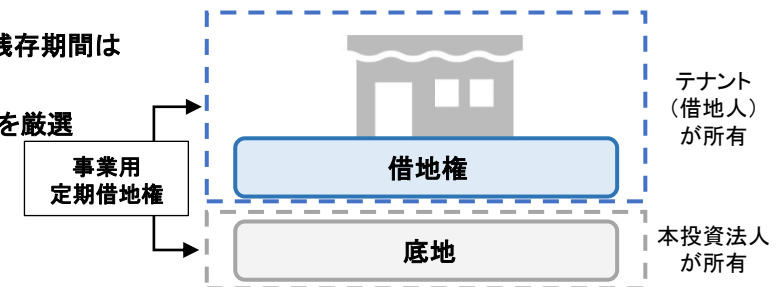 残存期間は
を厳選
事業用
定期借地権
借地権
底地
テナント
（借地人）
が所有
本投資法人
が所有